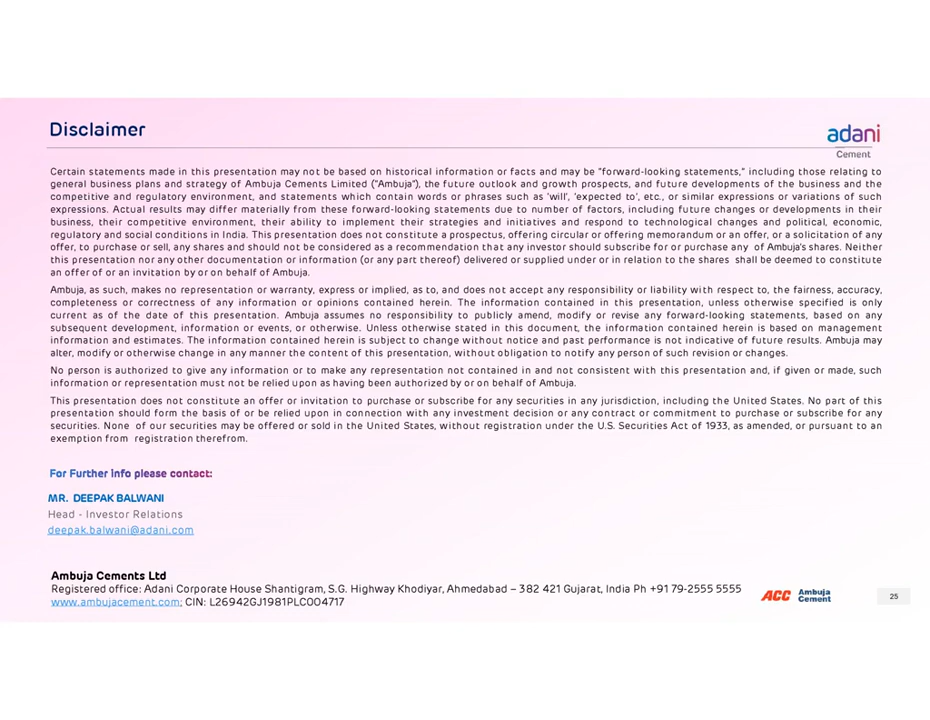 Disclaimer
adani
Cement
Certain statements made in this presentation may not be based on historical information or facts and may be "forward-looking statements," including those relating to
general business plans and strategy of Ambuja Cements Limited ("Ambuja"), the future outlook and growth prospects, and future developments of the business and the
competitive and regulatory environment, and statements which contain words or phrases such as 'will', 'expected to', etc., or similar expressions or variations of such
expressions. Actual results may differ materially from these forward-looking statements due to number of factors, including future changes or developments in their
business, their competitive environment, their ability to implement their strategies and initiatives and respond to technological changes and political, economic,
regulatory and social conditions in India. This presentation does not constitute a prospectus, offering circular or offering memorandum or an offer, or a solicitation of any
offer, to purchase or sell, any shares and should not be considered as a recommendation that any investor should subscribe for or purchase any of Ambuja's shares. Neither
this presentation nor any other documentation or information (or any part thereof) delivered or supplied under or in relation to the shares shall be deemed to constitute
an offer of or an invitation by or on behalf of Ambuja.
Ambuja, as such, makes no representation or warranty, express or implied, as to, and does not accept any responsibility or liability with respect to, the fairness, accuracy,
completeness or correctness of any information or opinions contained herein. The information contained in this presentation, unless otherwise specified is only
current as of the date of this presentation. Ambuja assumes no responsibility to publicly amend, modify or revise any forward-looking statements, based on any
subsequent development, information or events, or otherwise. Unless otherwise stated in this document, the information contained herein is based on management
information and estimates. The information contained herein is subject to change without notice and past performance is not indicative of future results. Ambuja may
alter, modify or otherwise change in any manner the content of this presentation, without obligation to notify any person of such revision or changes.
No person is authorized to give any information or to make any representation not contained in and not consistent with this presentation and, if given or made, such
information or representation must not be relied upon as having been authorized by or on behalf of Ambuja.
This presentation does not constitute an offer or invitation to purchase or subscribe for any securities in any jurisdiction, including the United States. No part of this
presentation should form the basis of or be relied upon in connection with any investment decision or any contract or commitment to purchase or subscribe for any
securities. None of our securities may be offered or sold in the United States, without registration under the U.S. Securities Act of 1933, as amended, or pursuant to an
exemption from registration therefrom.
For Further info please contact:
MR. DEEPAK BALWANI
Head - Investor Relations
deepak.balwani@adani.com
Ambuja Cements Ltd
Registered office: Adani Corporate House Shantigram, S.G. Highway Khodiyar, Ahmedabad – 382 421 Gujarat, India Ph +91 79-2555 5555
www.ambujacement.com; CIN: L26942GJ1981PLC004717
ACC
Ambuja
Cement
25